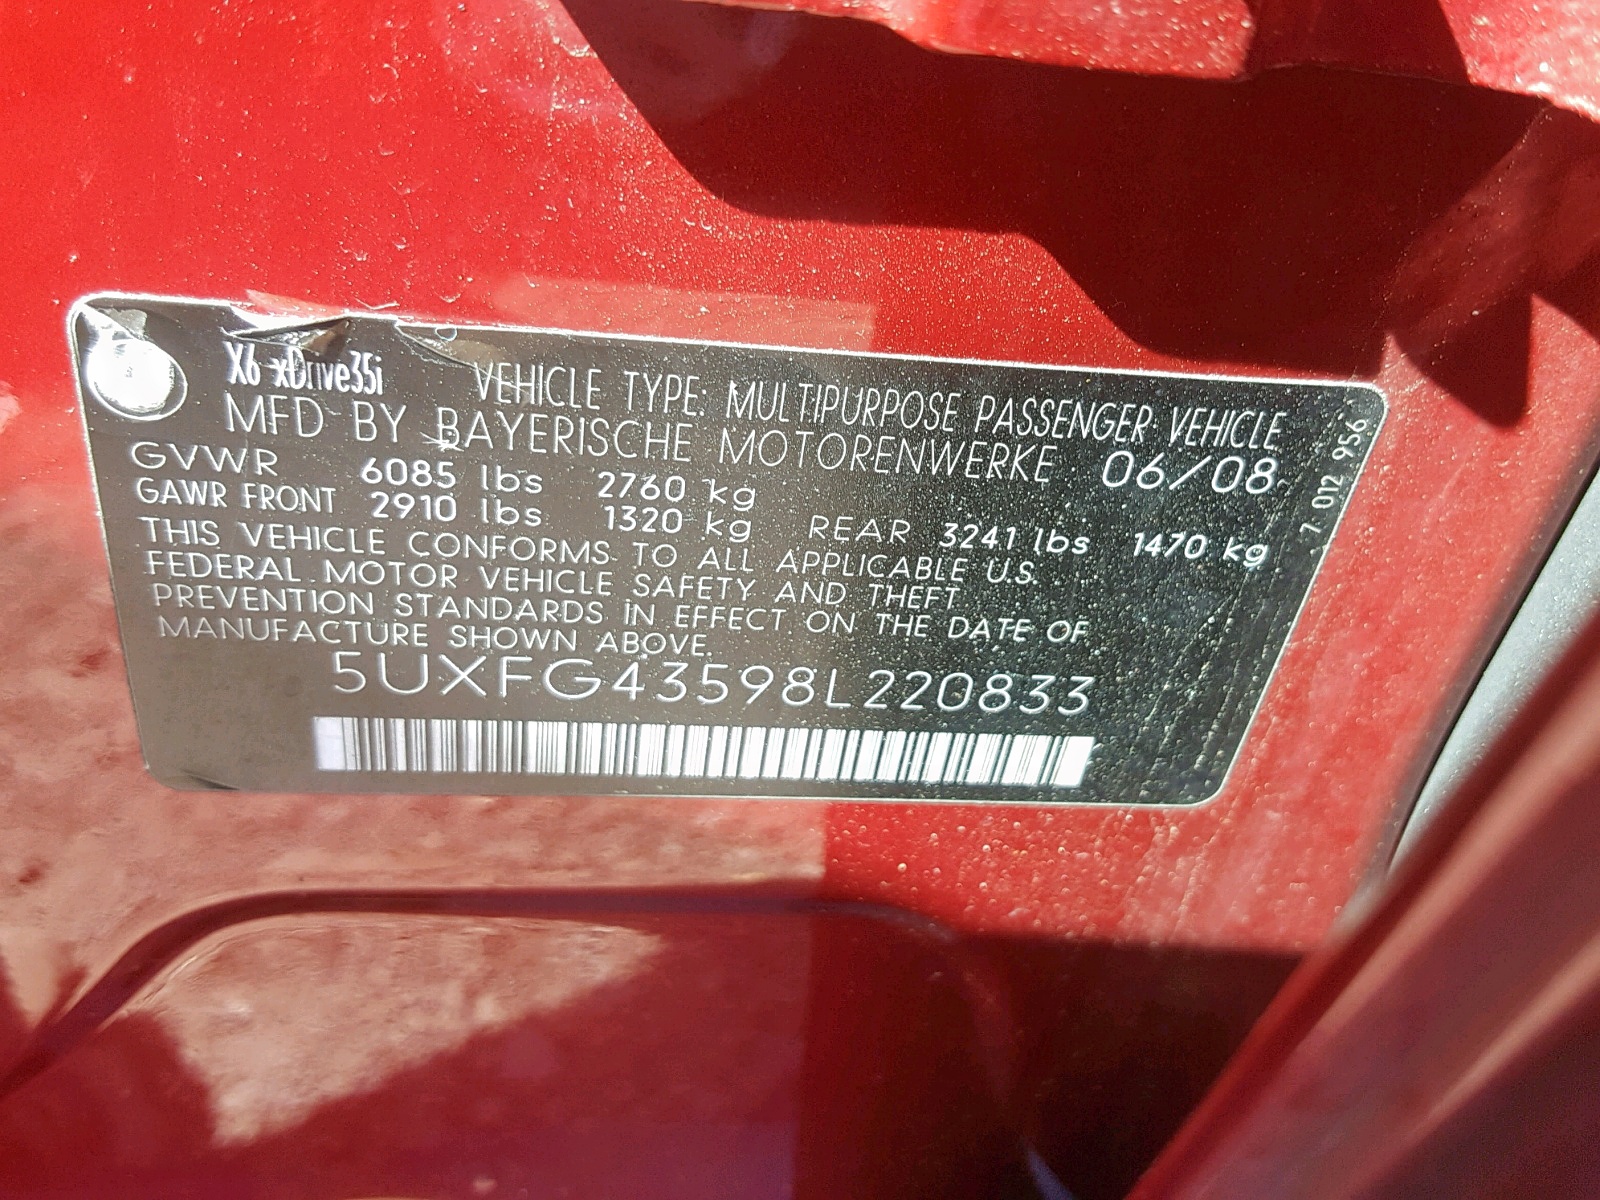 X6 xDrive35i VEHICLE TYPE: MULTIPURPOSE PASSENGER VEHICLE
MFD BY BAYERISCHE MOTORENWERKE 06/08
GVWR 6085 lbs 2760 kg
GAWR FRONT 2910 lbs 1320 kg REAR 3241 lbs 1470 kg
THIS VEHICLE CONFORMS TO ALL APPLICABLE U.S.
FEDERAL MOTOR VEHICLE SAFETY AND THEFT
PREVENTION STANDARDS IN EFFECT ON THE DATE OF
MANUFACTURE SHOWN ABOVE.
5UXFG43598L220833
7 012 956